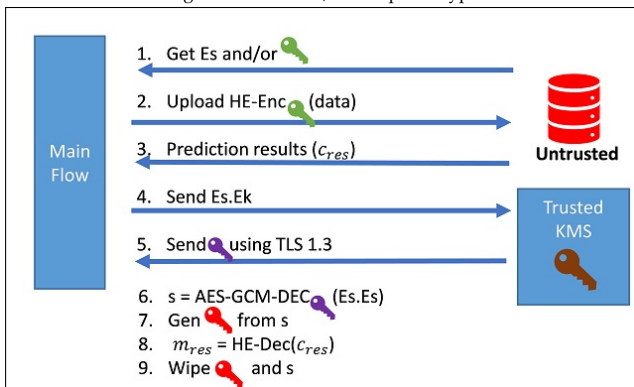 1. Get Es and/or
2. Upload HE-Enc (data)
3. Prediction results (c_res)
Untrusted
Main
Flow
4. Send Es.Ek
Trusted
KMS
5. Send using TLS 1.3
6. s = AES-GCM-DEC (Es.Es)
7. Gen from s
8. m_res = HE-Dec(c_res)
9. Wipe and s